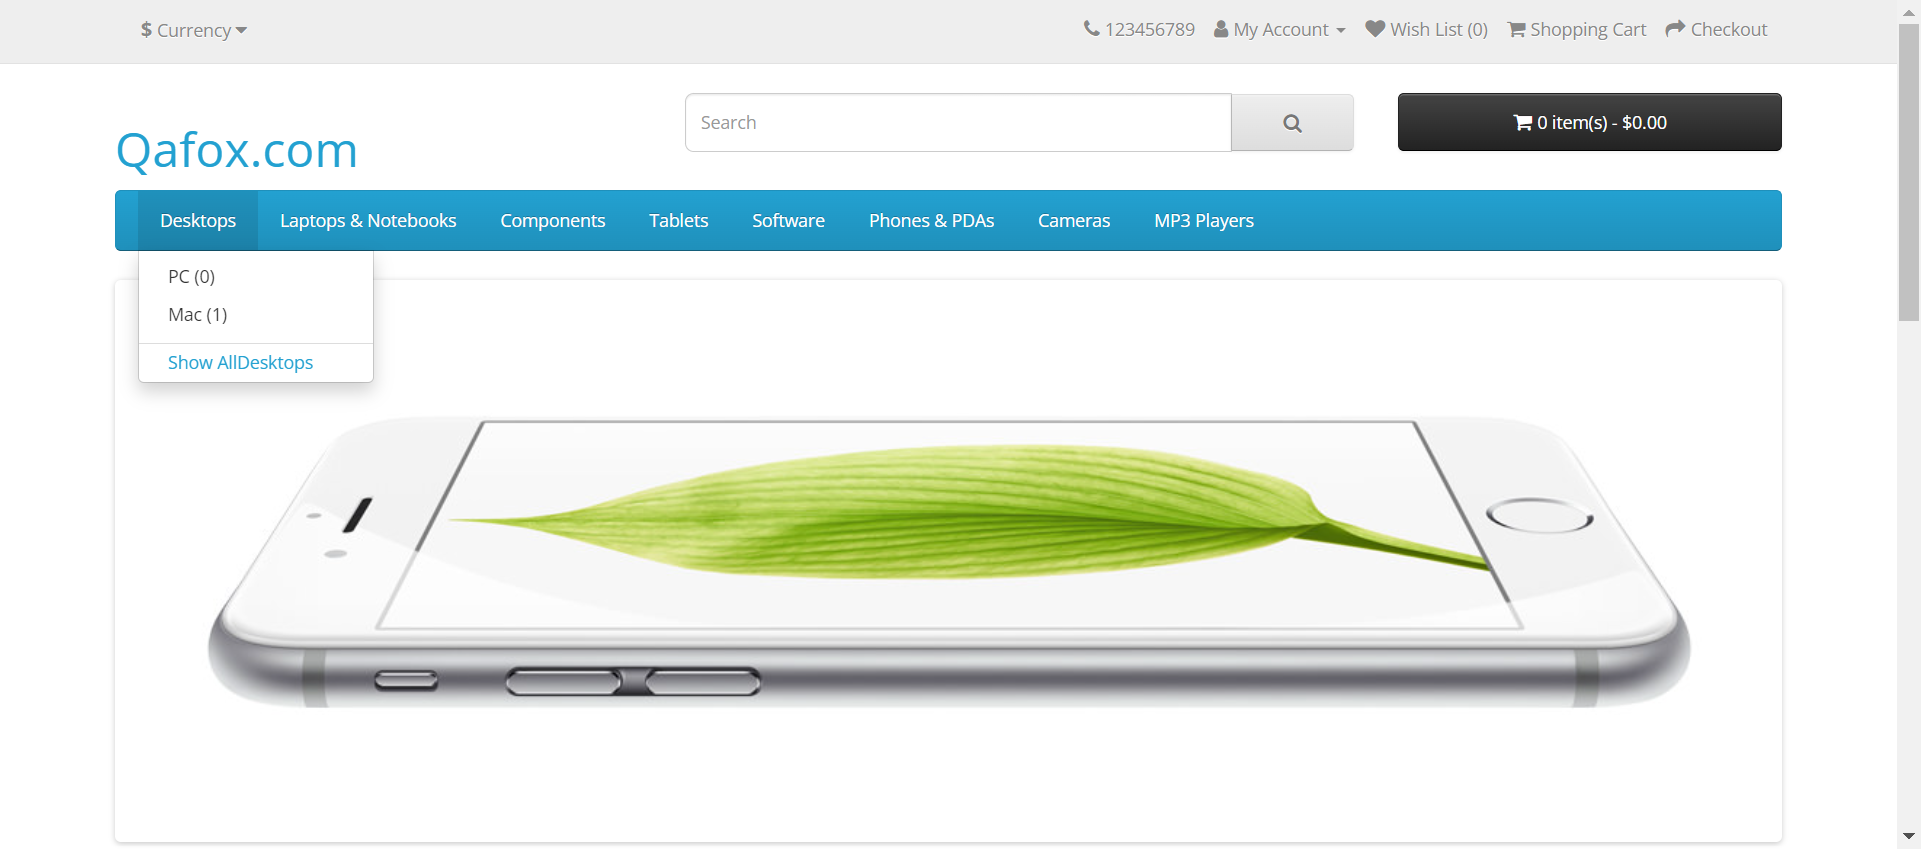 $ Currency
123456789 My Account Wish List (0) Shopping Cart Checkout
Qafox.com
Search
0 item(s) - $0.00
Desktops Laptops & Notebooks Components Tablets Software Phones & PDAs Cameras MP3 Players
PC (0)
Mac (1)
Show AllDesktops